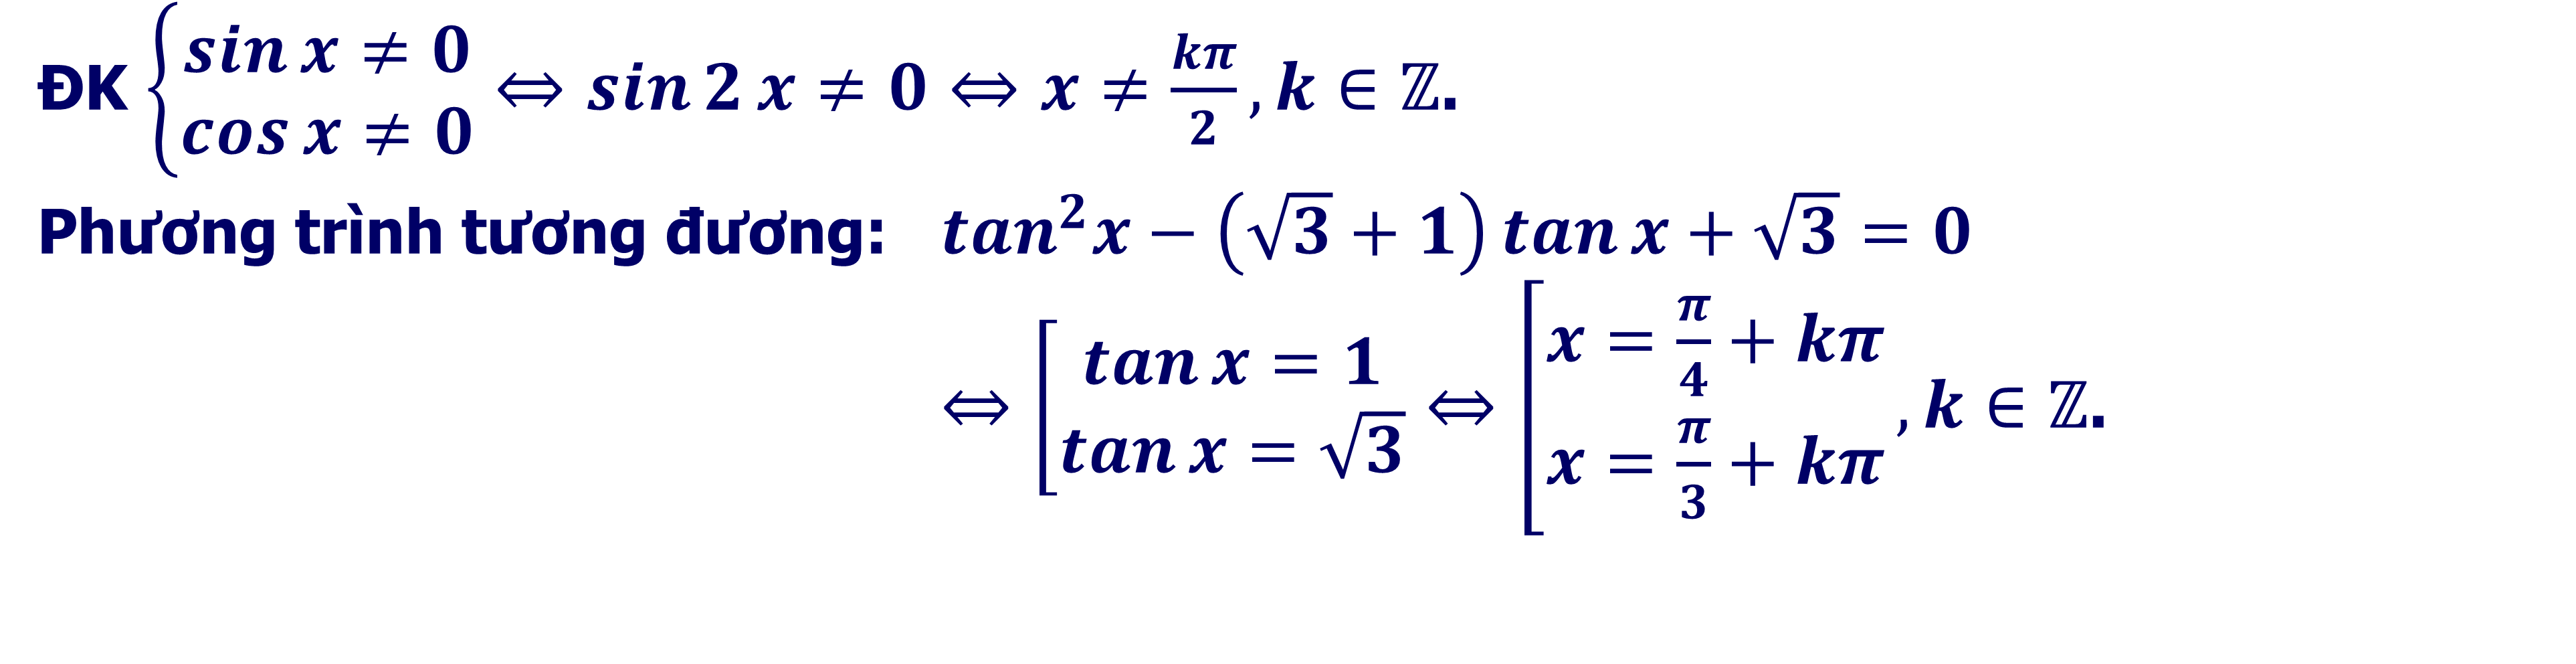 ĐK {sin x ≠ 0, cos x ≠ 0 ⇔ sin 2 x ≠ 0 ⇔ x ≠ kπ/2, k ∈ ℤ.
Phương trình tương đương: tan²x − (√3 + 1) tan x + √3 = 0
⇔ [tan x = 1, tan x = √3 ⇔ [x = π/4 + kπ, x = π/3 + kπ, k ∈ ℤ.